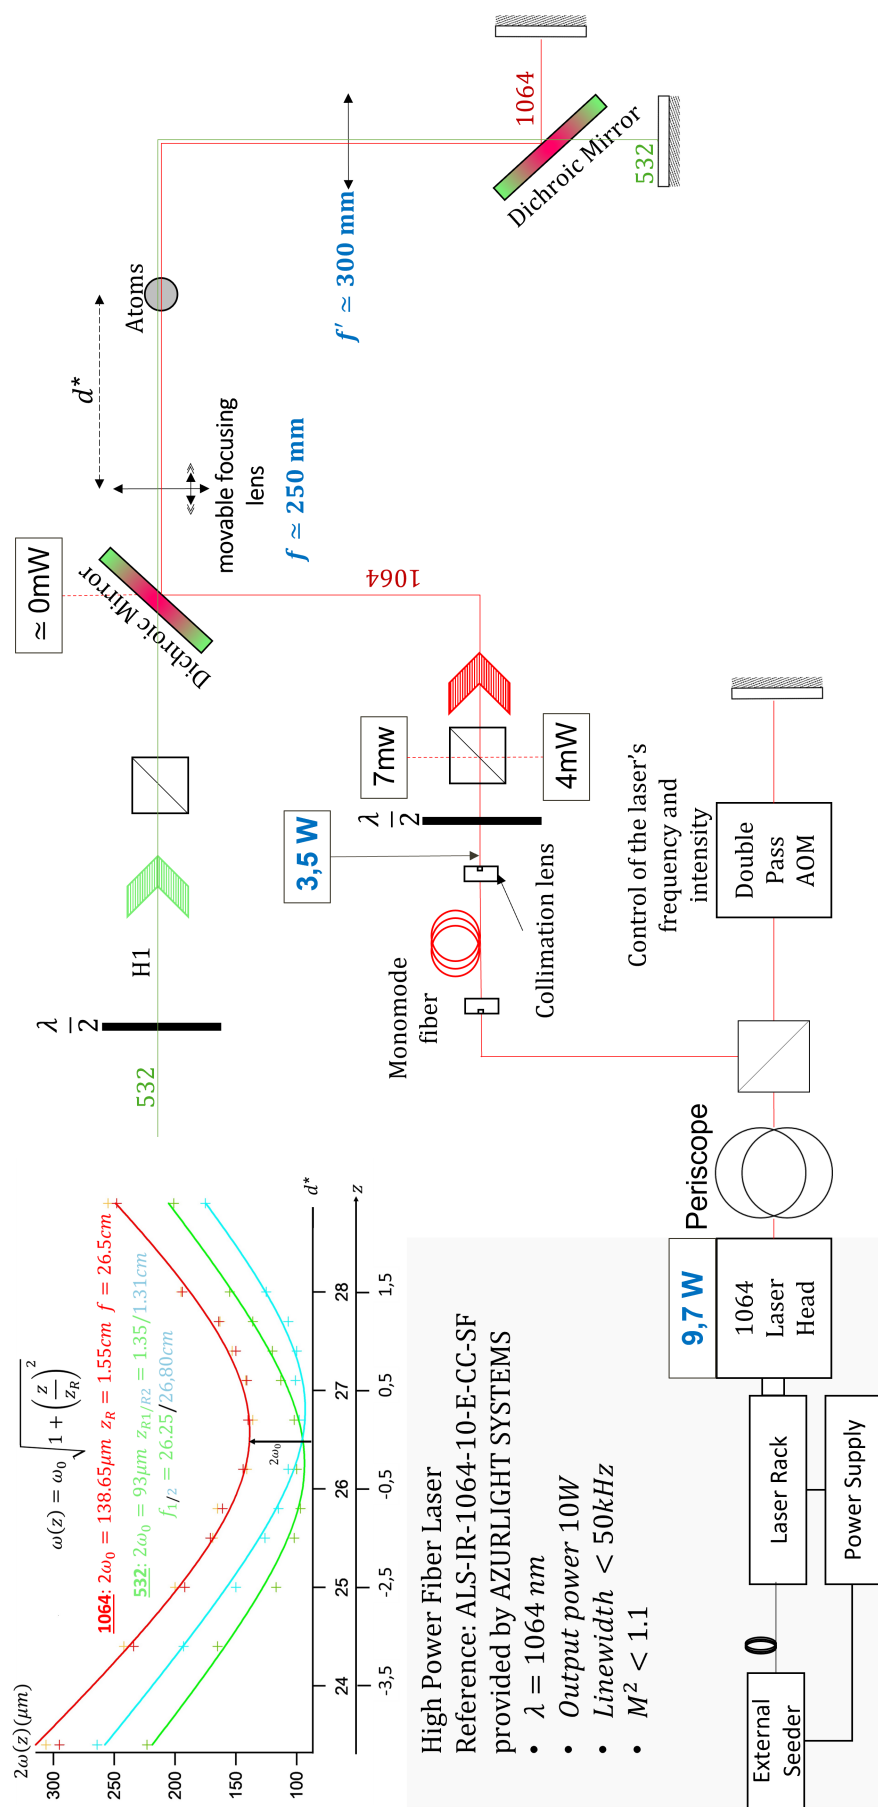 2ω(z)(μm)
300
250
200
150
100
ω(z) = ω₀ √(1 + (z/z_R)²)
1064: 2ω₀ = 138.65μm z_R = 1.55cm f = 26.5cm
532: 2ω₀ = 93μm z_R1/R2 = 1.35/1.31cm
f₁/₂ = 26.25/26,80cm
2ω₀
24
25
26
27
28
d*
-3,5
-2,5
-0,5
0,5
1,5
z
532
λ/2
H1
≃ 0mW
Dichroic Mirror
d*
movable focusing
lens
f ≃ 250 mm
Atoms
f' ≃ 300 mm
1064
Dichroic Mirror
532
Monomode
fiber
Collimation lens
3,5 W
λ/2
7mw
4mW
1064
High Power Fiber Laser
Reference: ALS-IR-1064-10-E-CC-SF
provided by AZURLIGHT SYSTEMS
• λ = 1064 nm
• Output power 10W
• Linewidth < 50kHz
• M² < 1.1
External
Seeder
Laser Rack
Power Supply
9,7 W
1064
Laser
Head
Periscope
Control of the laser's
frequency and
intensity
Double
Pass
AOM